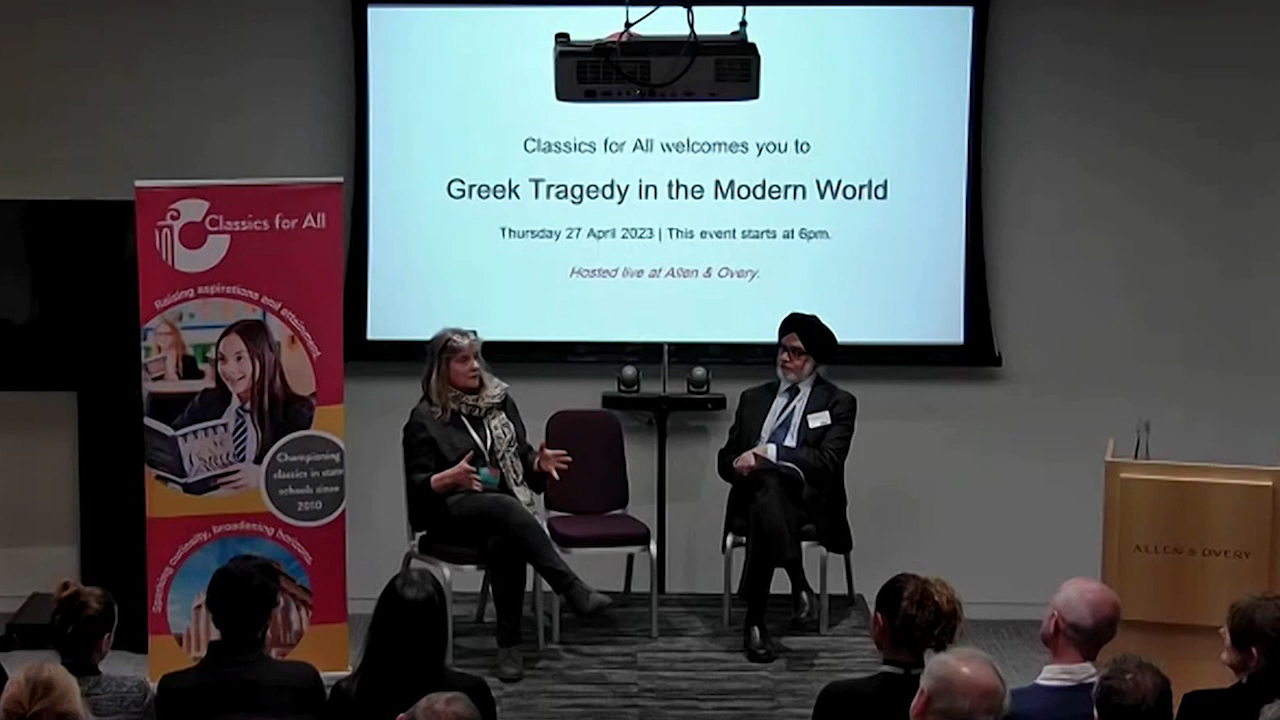 Classics for All welcomes you to
Greek Tragedy in the Modern World
Thursday 27 April 2023 | This event starts at 6pm.
Hosted live at Allen & Overy.
Classics for All
Raising aspirations and attainment
Championing
classics in state
schools since
2010
Sparking curiosity, broadening horizons
ALLEN & OVERY